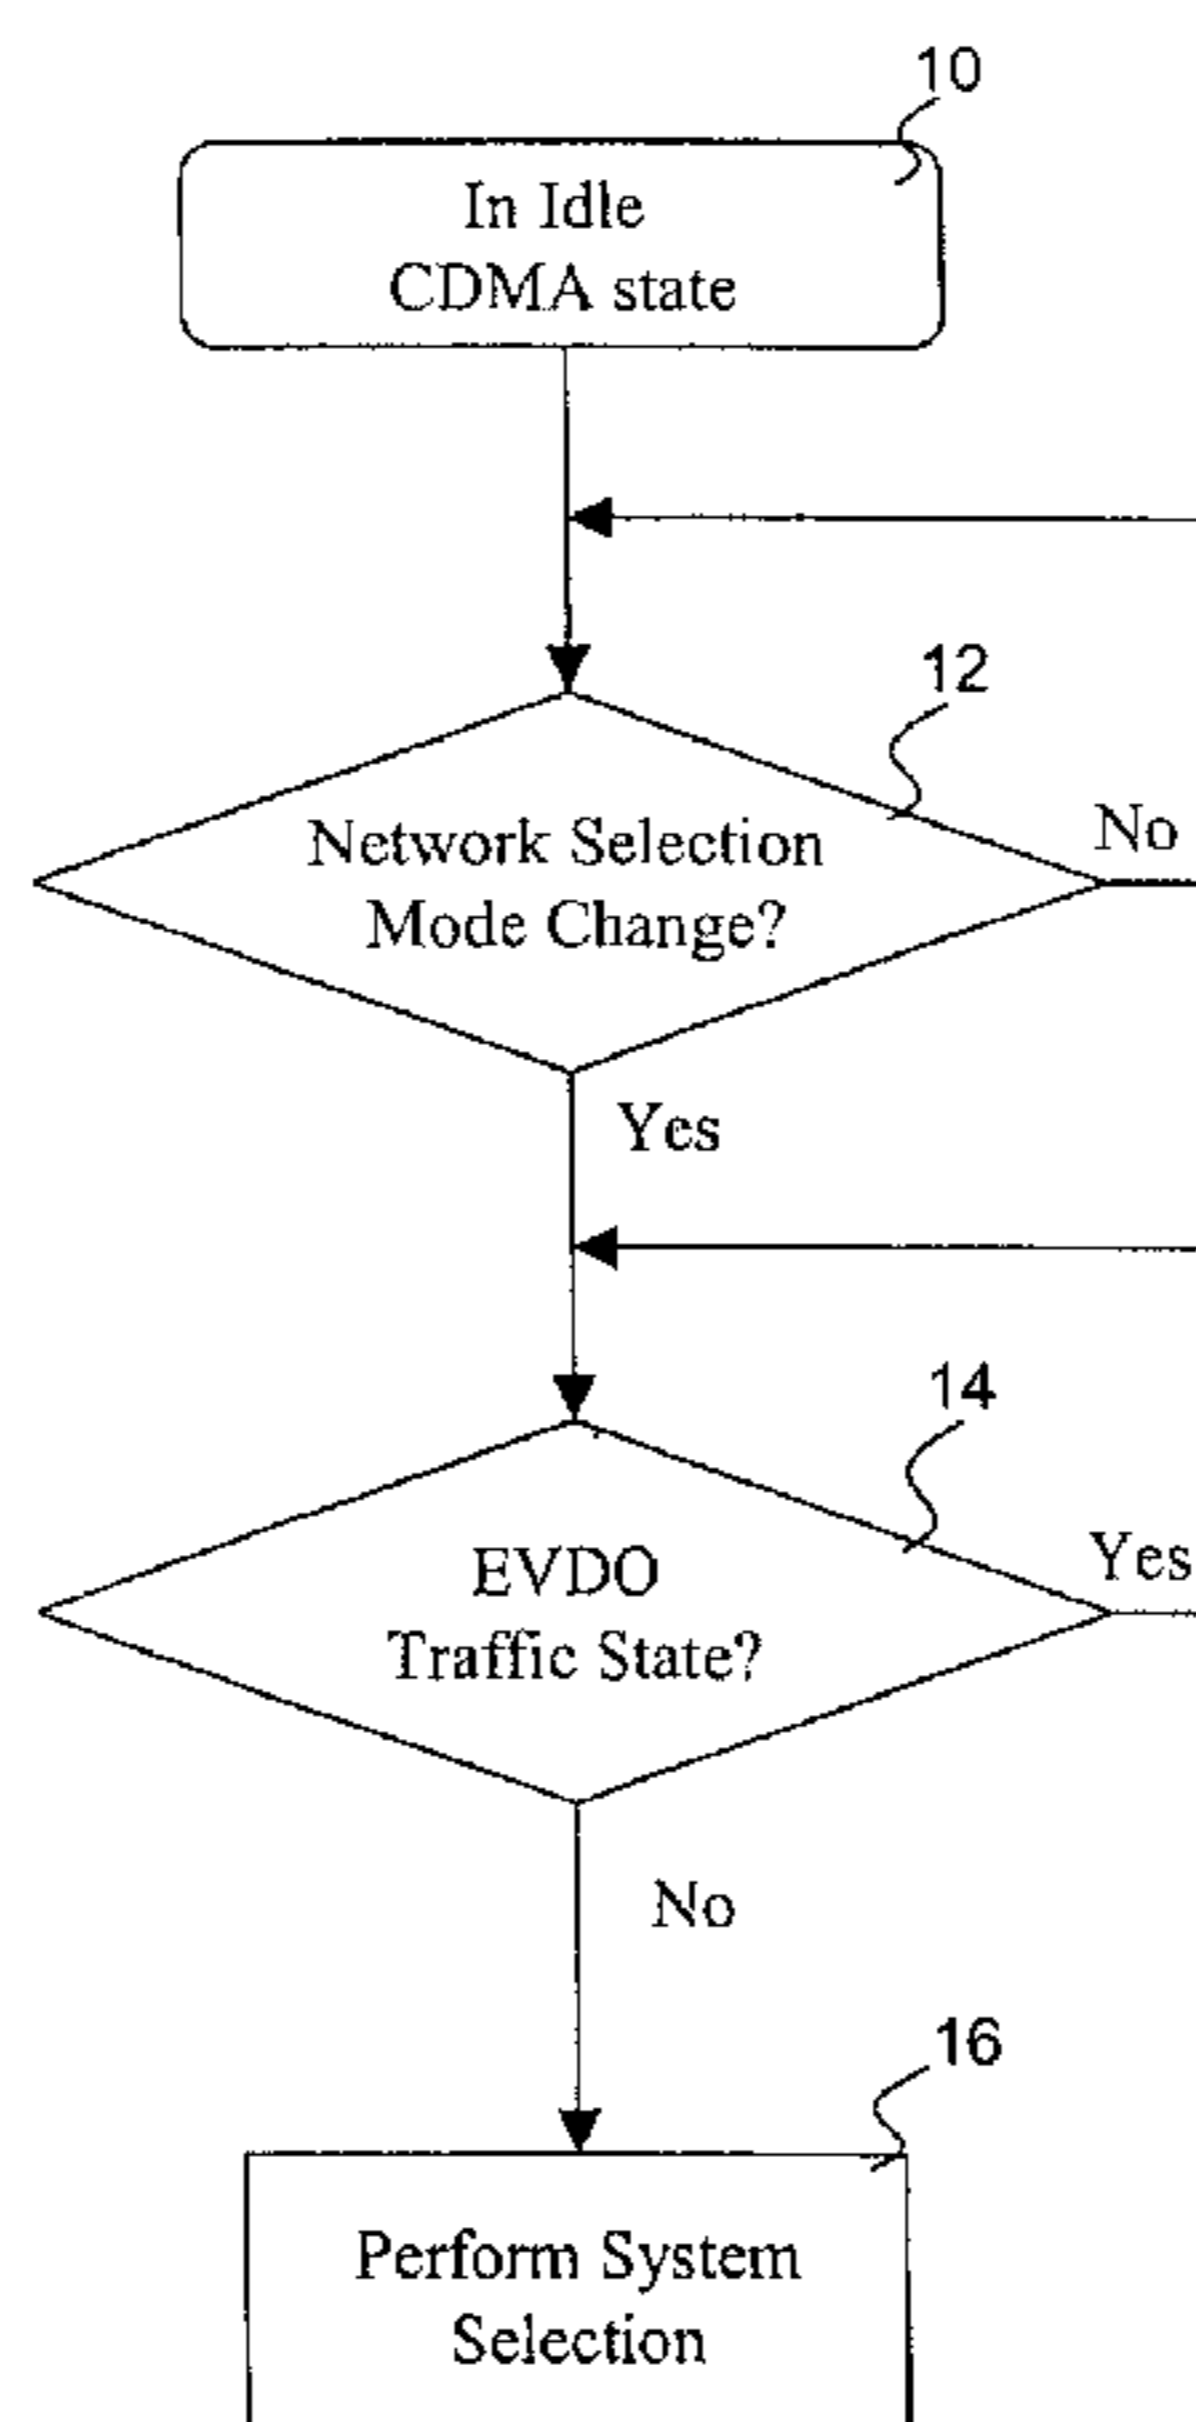 10
In Idle
CDMA state
12
Network Selection
Mode Change?
No
Yes
14
EVDO
Traffic State?
Yes
No
16
Perform System
Selection